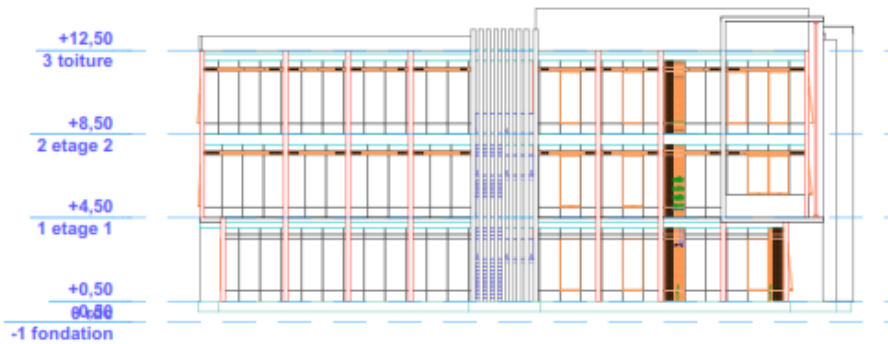 +12,50
3 toiture
+8,50
2 etage 2
+4,50
1 etage 1
+0,50
-1 fondation